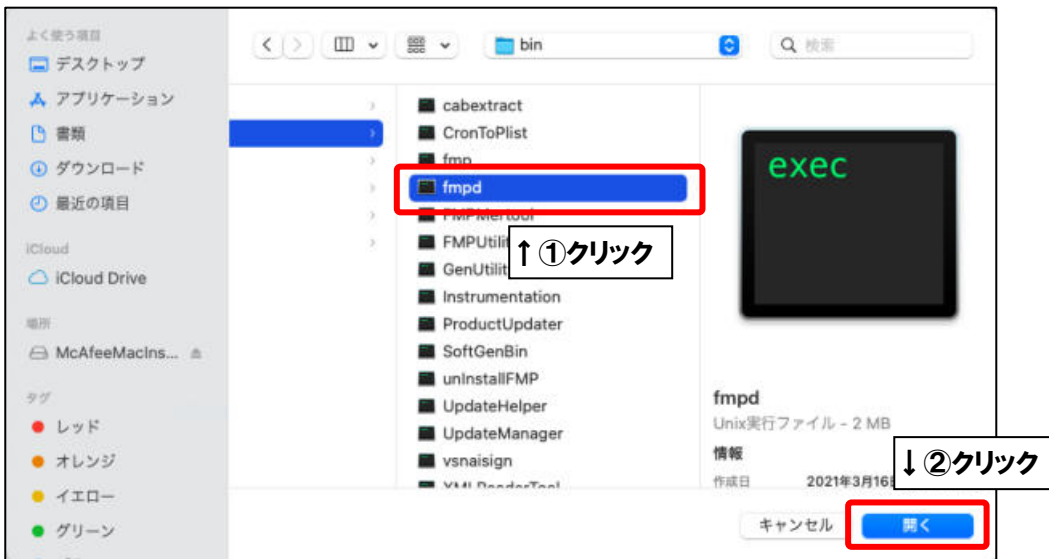 よく使う項目
デスクトップ
アプリケーション
書類
ダウンロード
最近の項目
iCloud
iCloud Drive
場所
McAfeeMacIns...
タグ
レッド
オレンジ
イエロー
グリーン
bin
検索
cabextract
CronToPlist
fmp
fmpd
FMPMertool
↑①クリック
GenUtilit
Instrumentation
ProductUpdater
SoftGenBin
unInstallFMP
UpdateHelper
UpdateManager
vsnaisign
XMLReaderTool
exec
fmpd
Unix実行ファイル - 2 MB
情報
作成日 2021年3月16
↓②クリック
キャンセル
開く